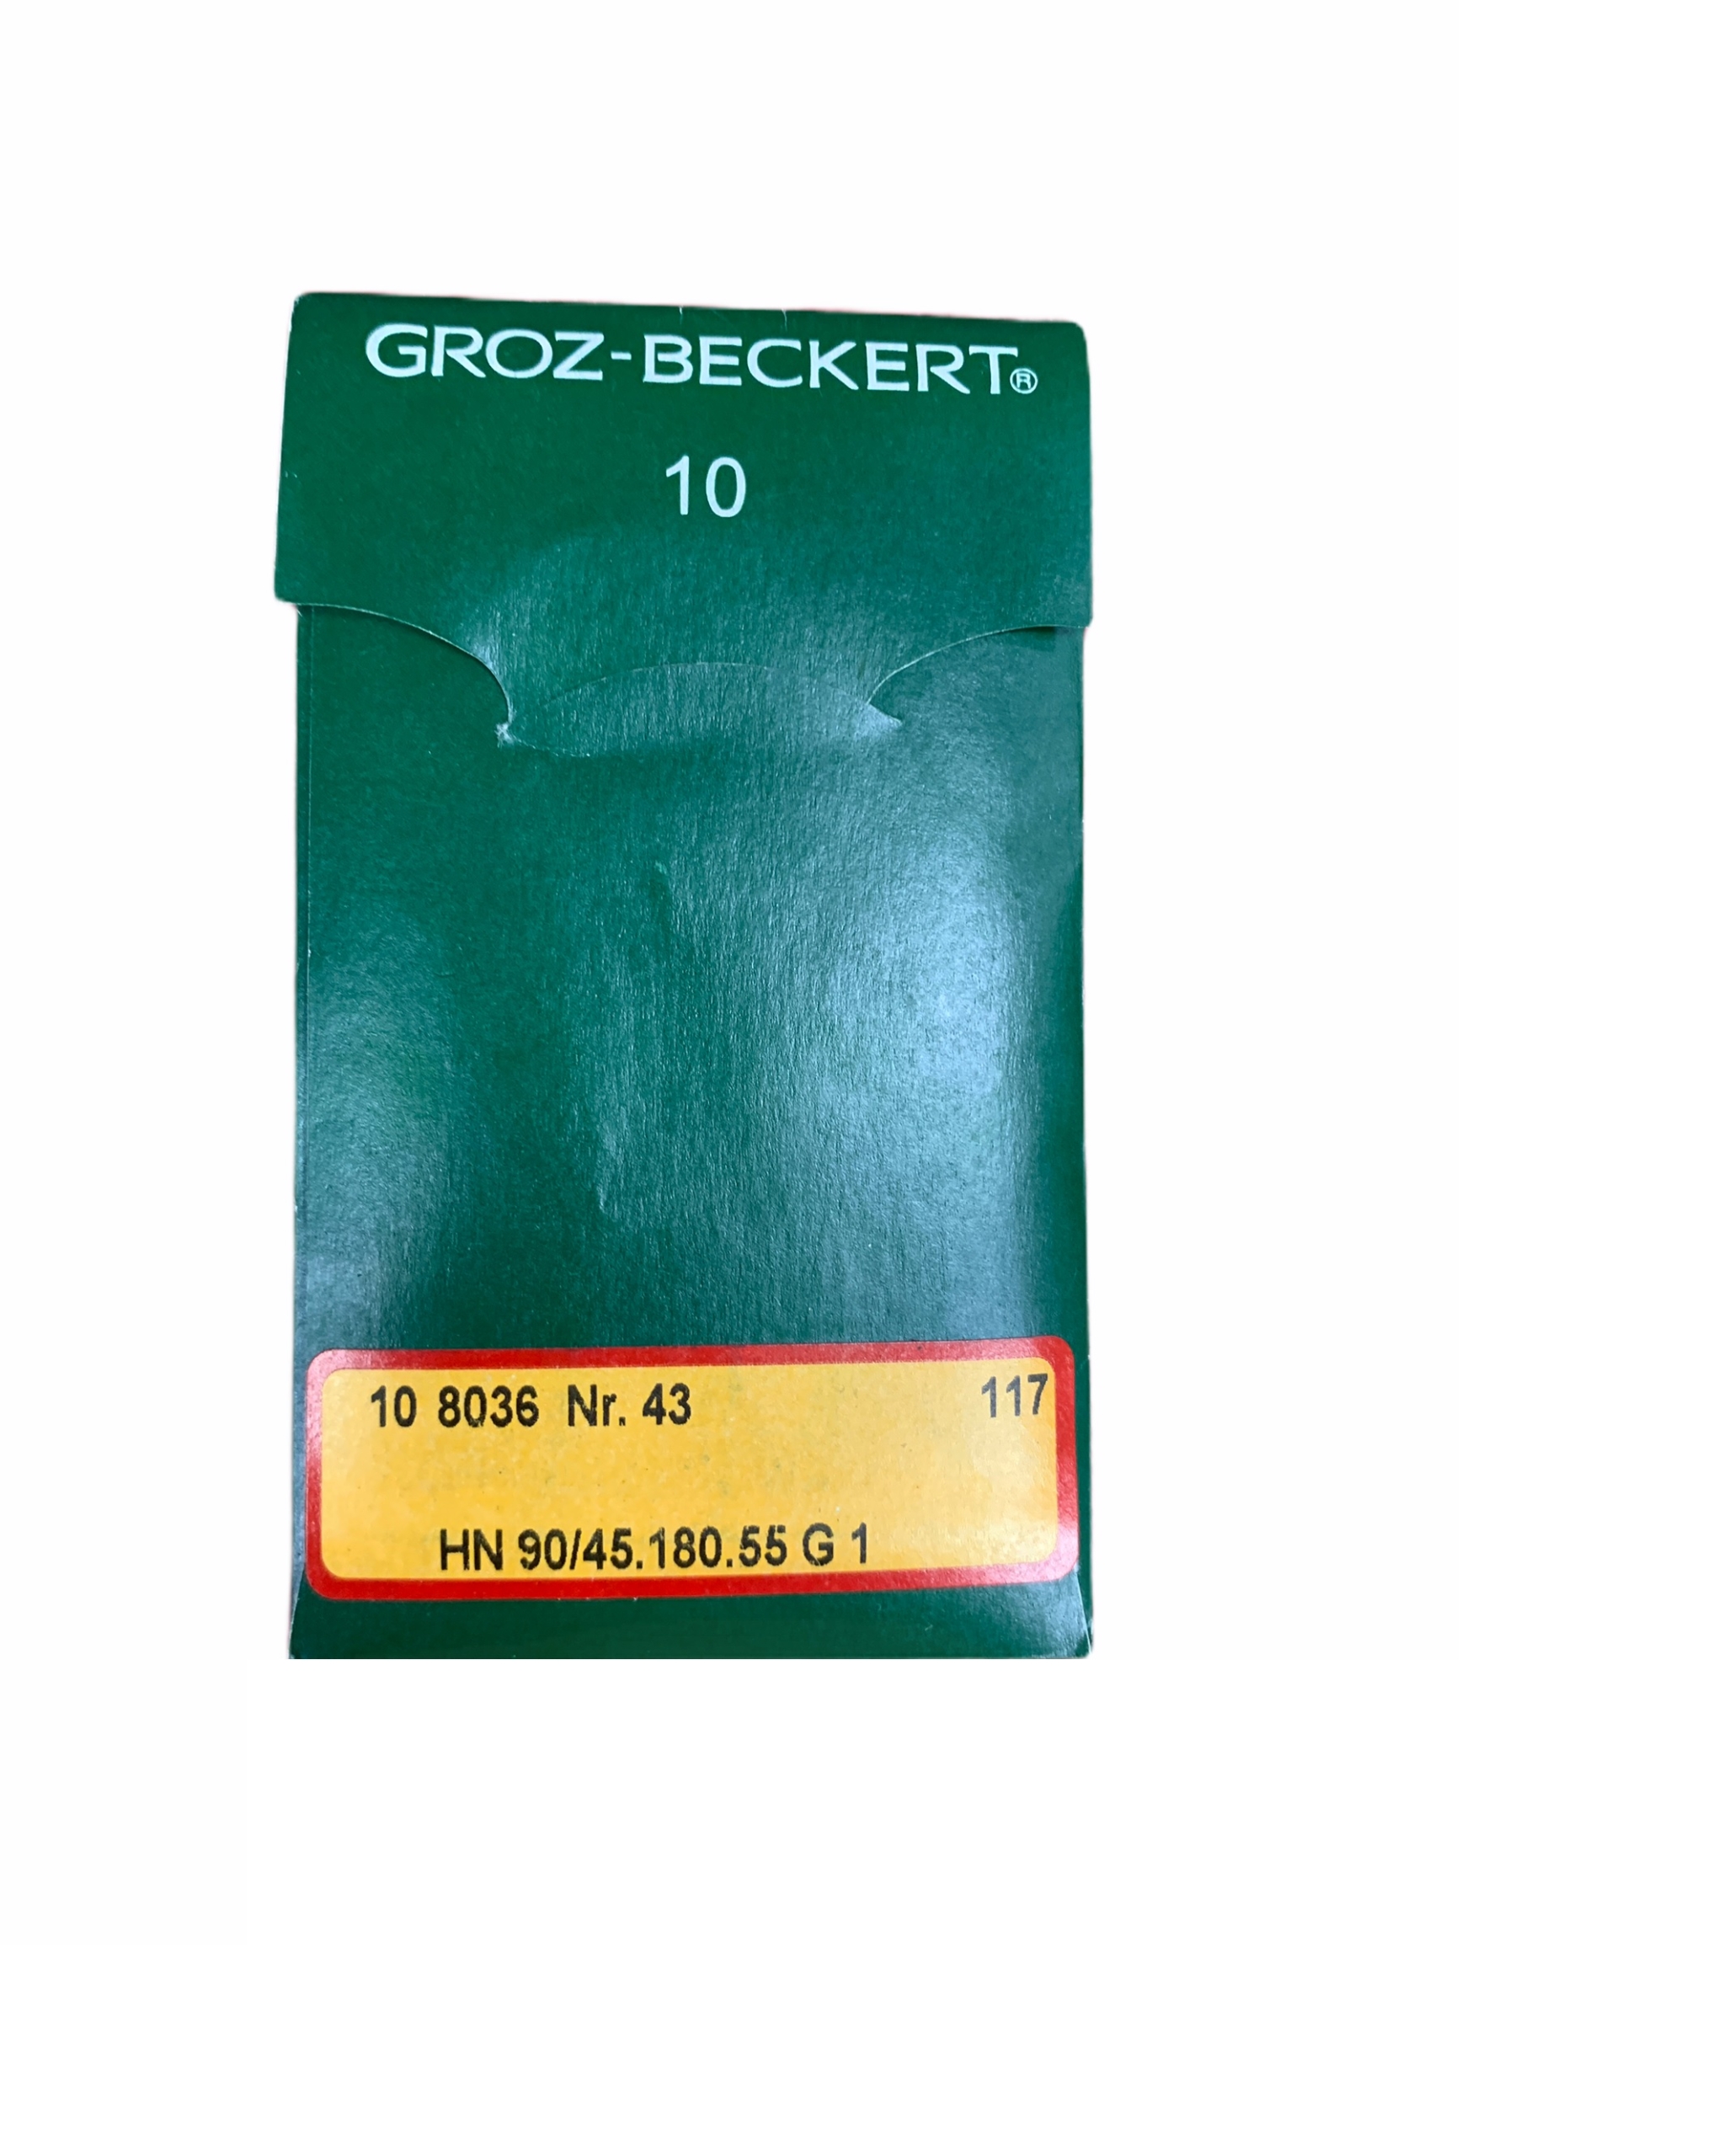 GROZ-BECKERT®
10
10 8036 Nr. 43 117
HN 90/45.180.55 G 1